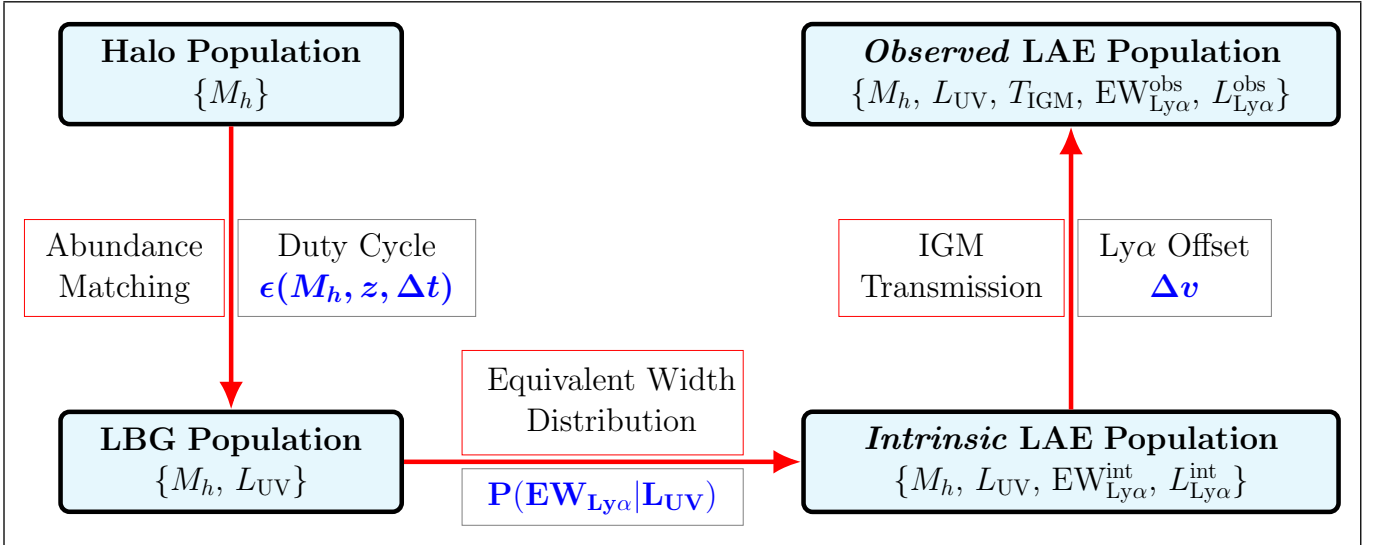 Halo Population
{M_h}
Abundance
Matching
Duty Cycle
ϵ(M_h, z, Δt)
LBG Population
{M_h, L_UV}
Equivalent Width
Distribution
P(EW_Lyα|L_UV)
Intrinsic LAE Population
{M_h, L_UV, EW^int_Lyα, L^int_Lyα}
IGM
Transmission
Lyα Offset
Δv
Observed LAE Population
{M_h, L_UV, T_IGM, EW^obs_Lyα, L^obs_Lyα}